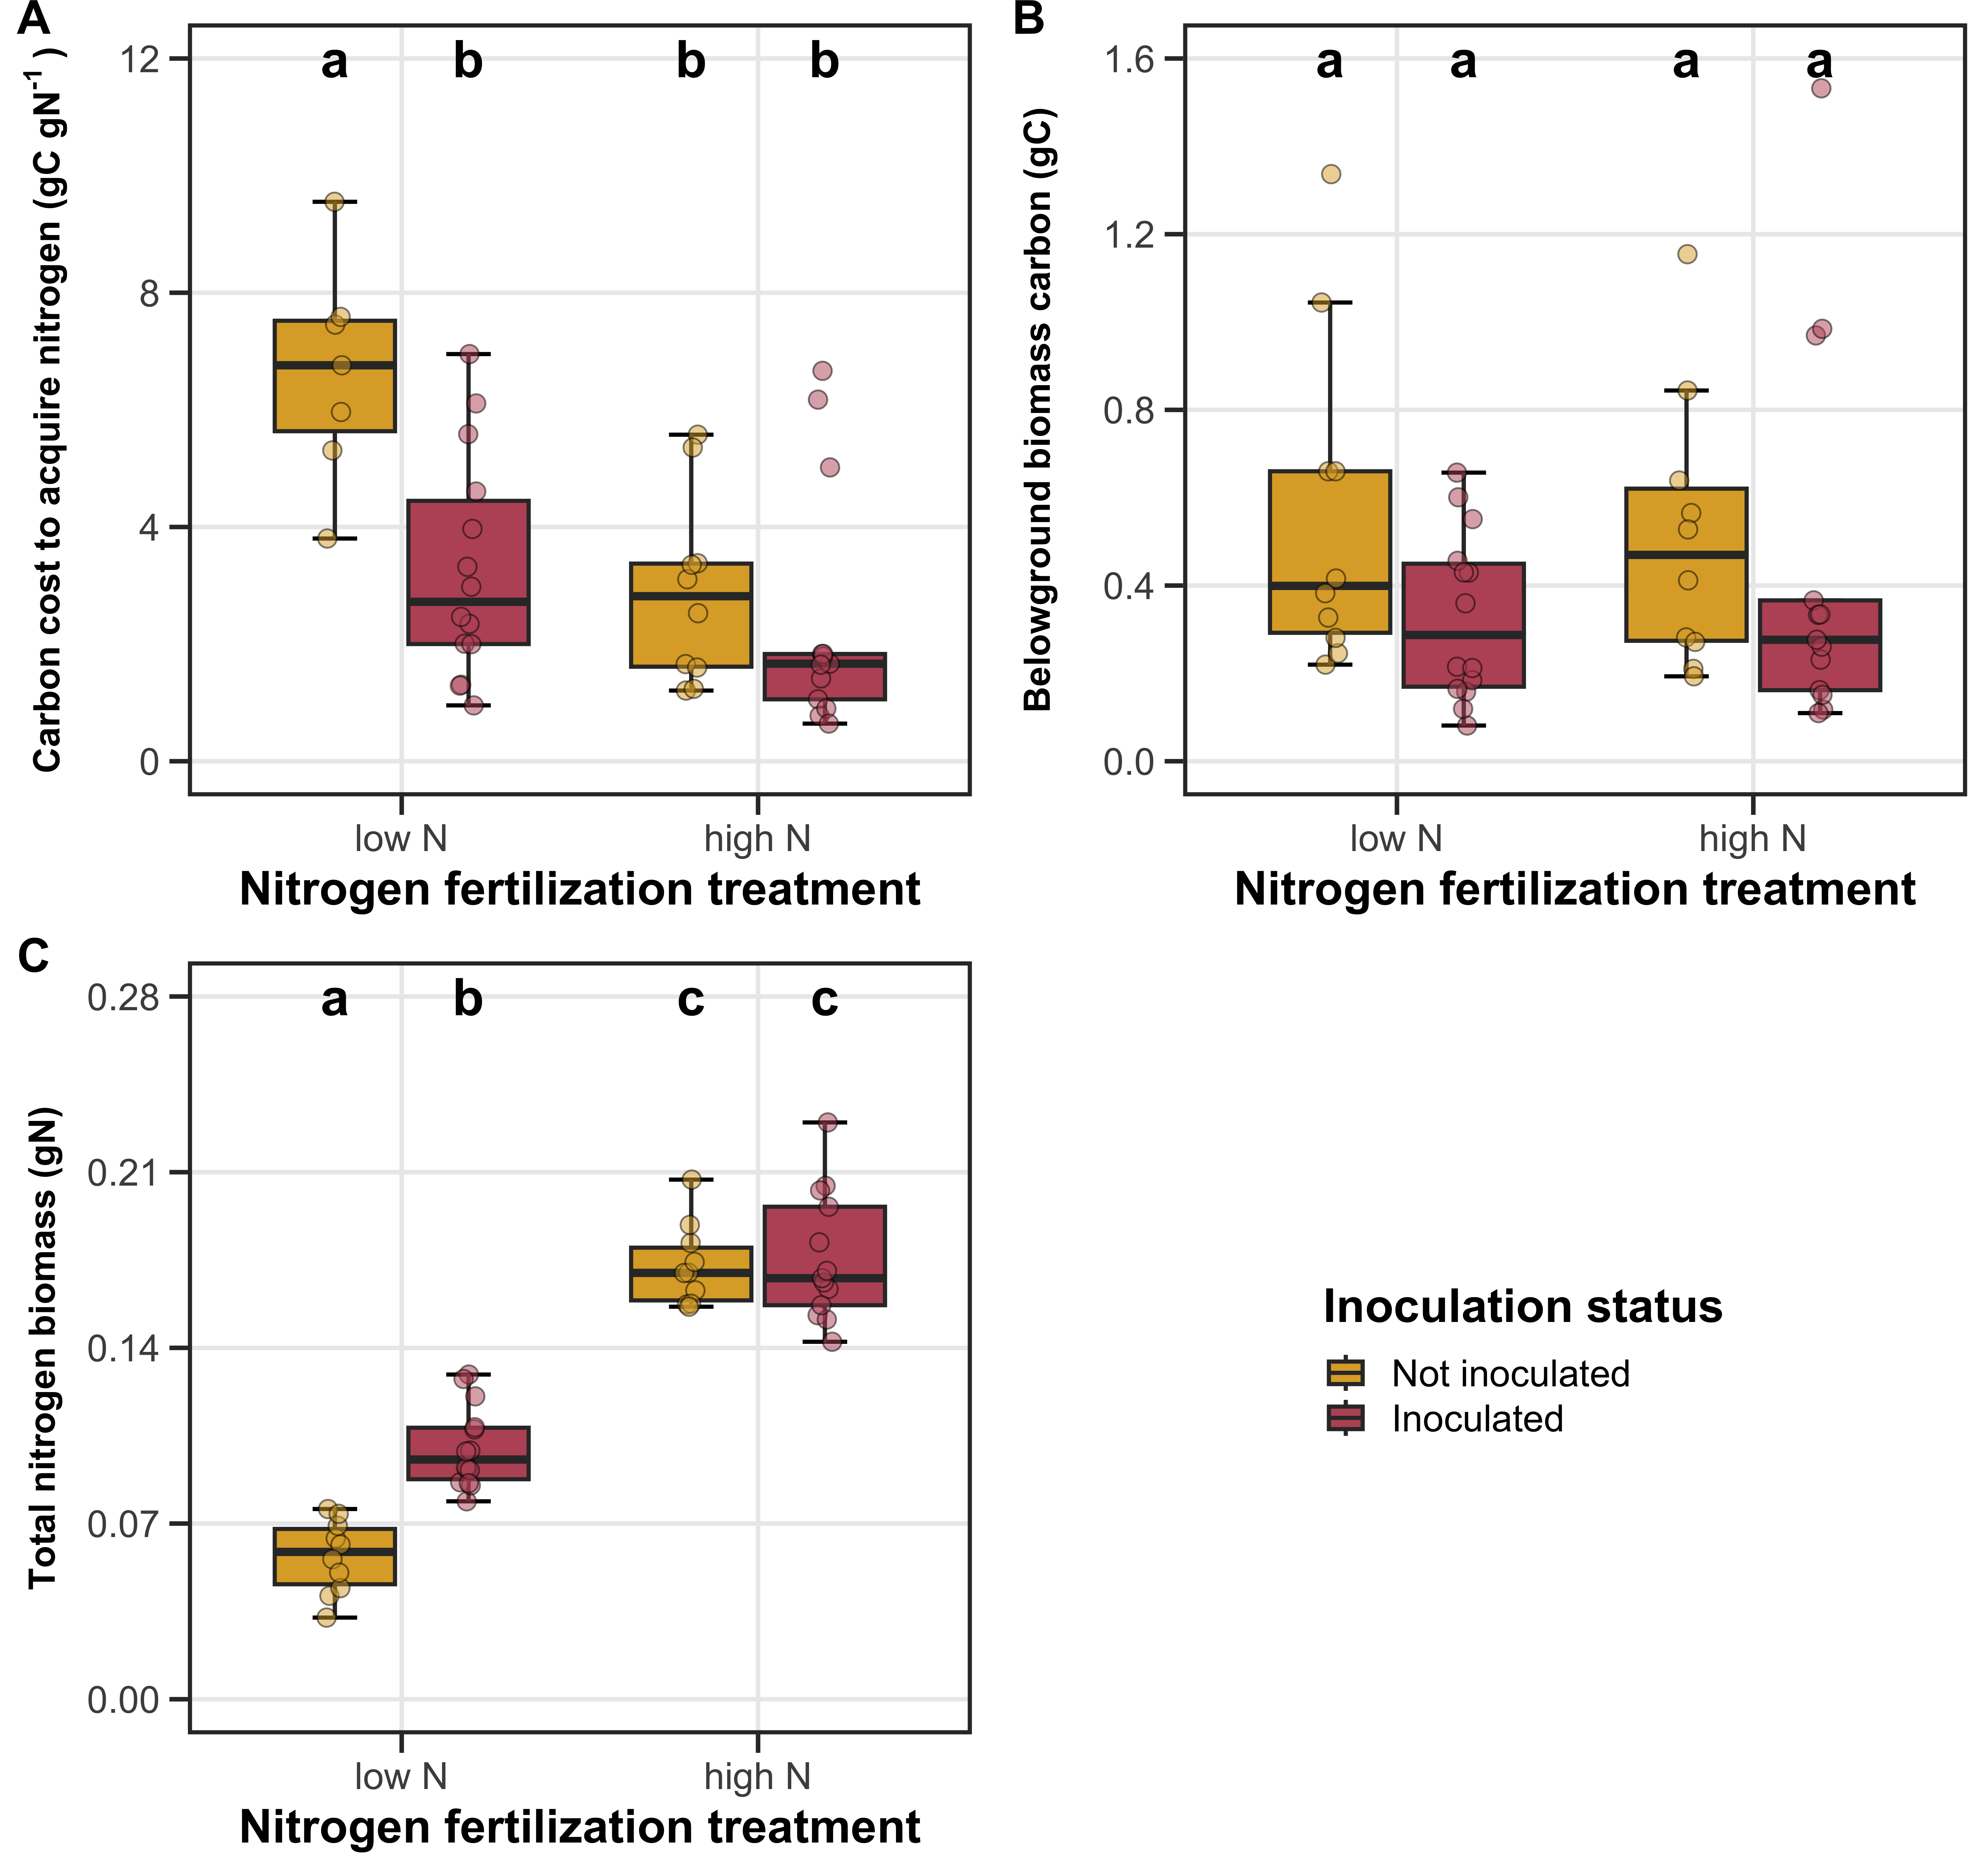 A
Carbon cost to acquire nitrogen (gC gN⁻¹ )
12
8
4
0
a b b b
low N high N
Nitrogen fertilization treatment
B
Belowground biomass carbon (gC)
1.6
1.2
0.8
0.4
0.0
a a a a
low N high N
Nitrogen fertilization treatment
C
Total nitrogen biomass (gN)
0.28
0.21
0.14
0.07
0.00
a b c c
low N high N
Nitrogen fertilization treatment
Inoculation status
Not inoculated
Inoculated